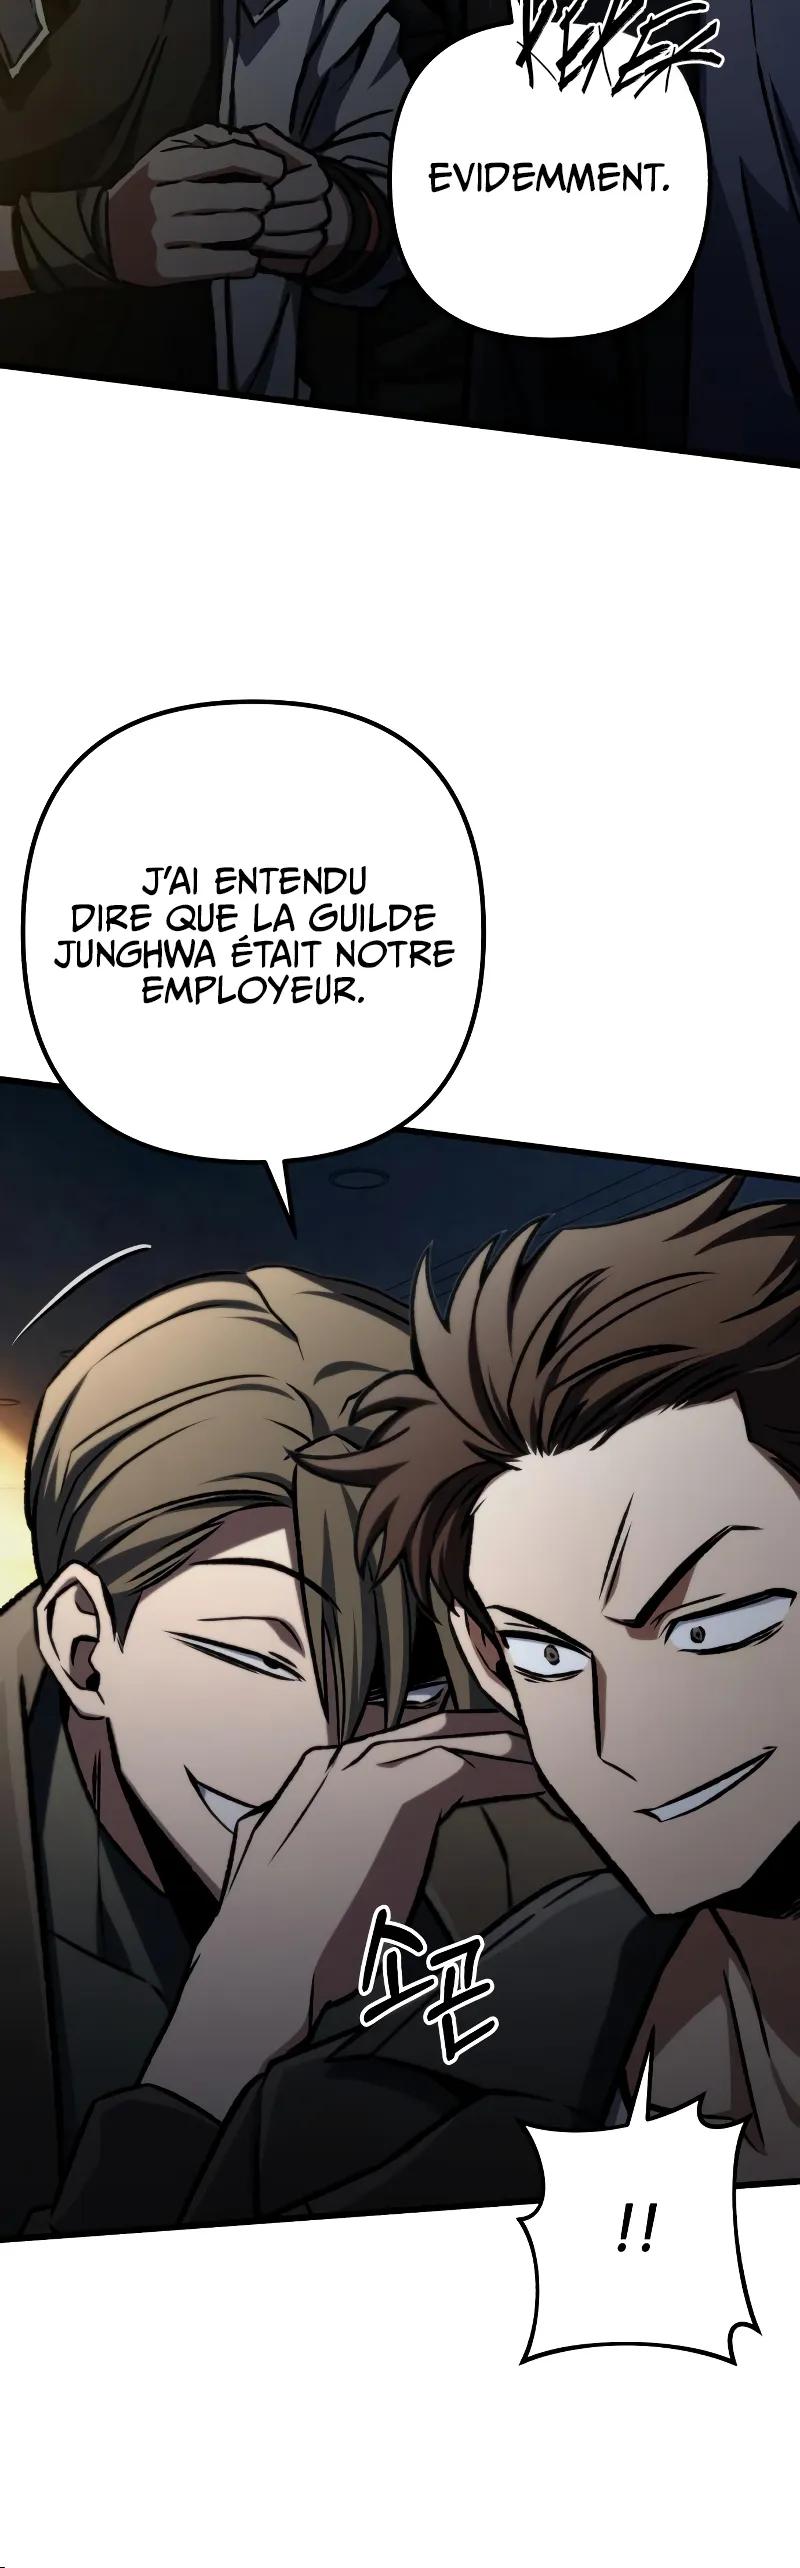 EVIDEMMENT.
J'AI ENTENDU
DIRE QUE LA GUILDE
JUNGHWA ÉTAIT NOTRE
EMPLOYEUR.
소곤
!!